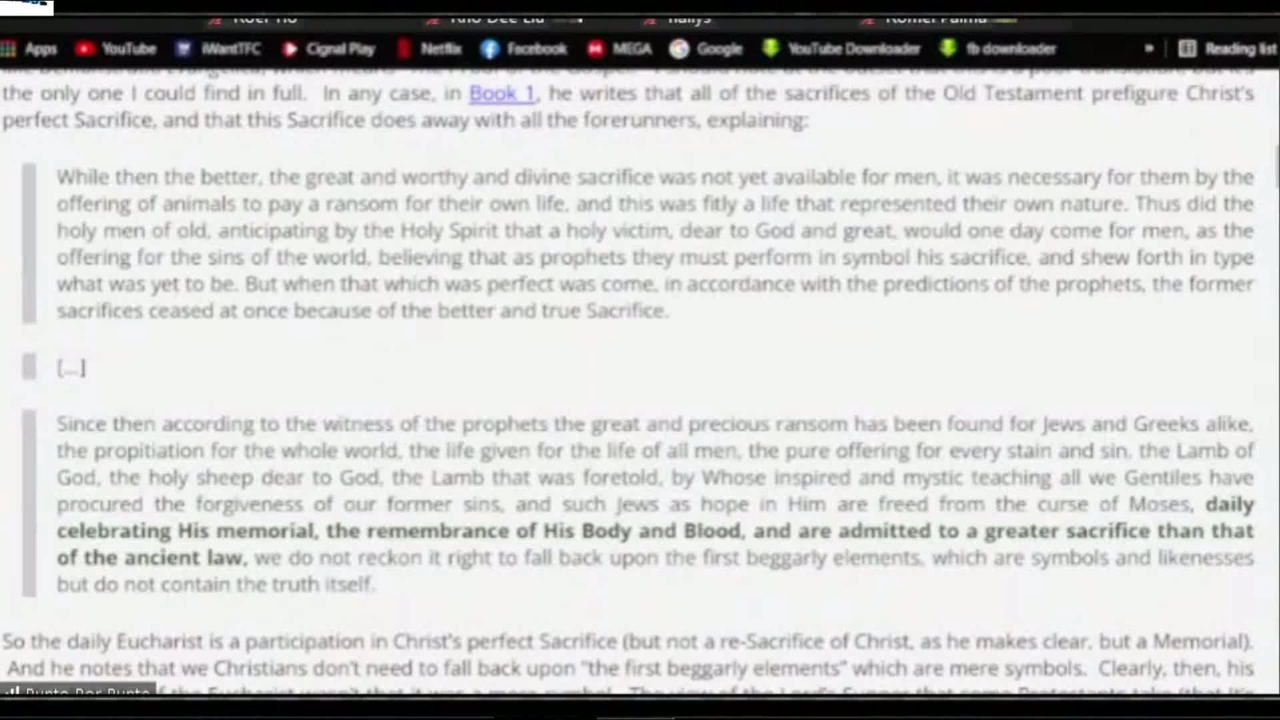 Apps YouTube iWantTFC Cignal Play Netflix Facebook MEGA Google YouTube Downloader fb downloader » Reading list
the only one I could find in full. In any case, in Book 1, he writes that all of the sacrifices of the Old Testament prefigure Christ's
perfect Sacrifice, and that this Sacrifice does away with all the forerunners, explaining:
While then the better, the great and worthy and divine sacrifice was not yet available for men, it was necessary for them by the
offering of animals to pay a ransom for their own life, and this was fitly a life that represented their own nature. Thus did the
holy men of old, anticipating by the Holy Spirit that a holy victim, dear to God and great, would one day come for men, as the
offering for the sins of the world, believing that as prophets they must perform in symbol his sacrifice, and shew forth in type
what was yet to be. But when that which was perfect was come, in accordance with the predictions of the prophets, the former
sacrifices ceased at once because of the better and true Sacrifice.
[...]
Since then according to the witness of the prophets the great and precious ransom has been found for Jews and Greeks alike,
the propitiation for the whole world, the life given for the life of all men, the pure offering for every stain and sin, the Lamb of
God, the holy sheep dear to God, the Lamb that was foretold, by Whose inspired and mystic teaching all we Gentiles have
procured the forgiveness of our former sins, and such Jews as hope in Him are freed from the curse of Moses, daily
celebrating His memorial, the remembrance of His Body and Blood, and are admitted to a greater sacrifice than that
of the ancient law, we do not reckon it right to fall back upon the first beggarly elements, which are symbols and likenesses
but do not contain the truth itself.
So the daily Eucharist is a participation in Christ's perfect Sacrifice (but not a re-Sacrifice of Christ, as he makes clear, but a Memorial).
And he notes that we Christians don't need to fall back upon "the first beggarly elements" which are mere symbols. Clearly, then, his